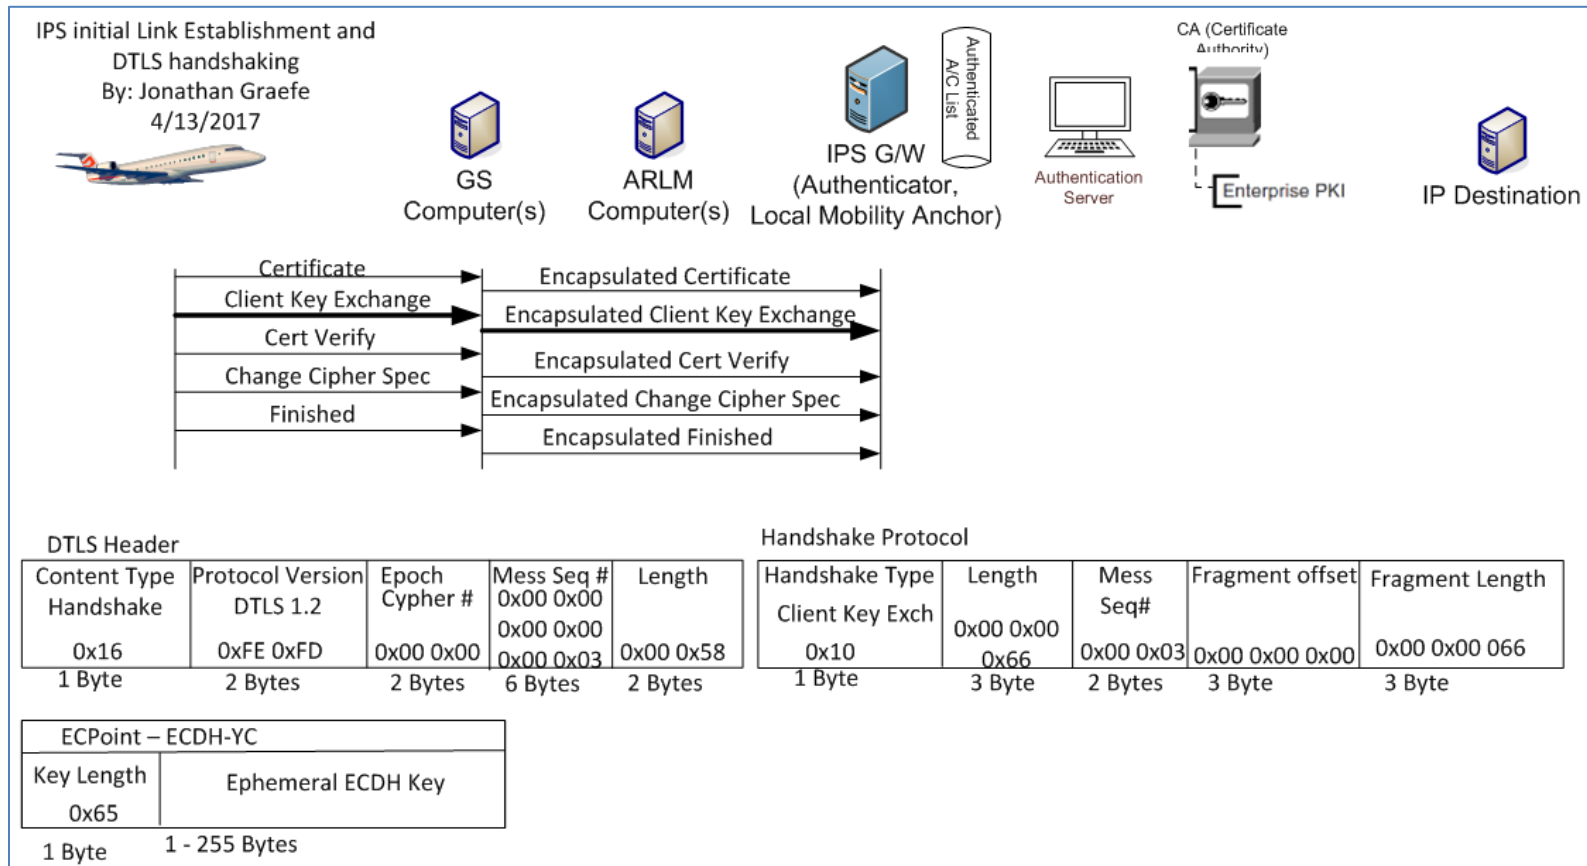 IPS initial Link Establishment and
DTLS handshaking
By: Jonathan Graefe
4/13/2017
GS
Computer(s)
ARLM
Computer(s)
IPS G/W
(Authenticator,
Local Mobility Anchor)
Authenticated
A/C List
Authentication
Server
CA (Certificate
Authority)
Enterprise PKI
IP Destination
Certificate
Encapsulated Certificate
Client Key Exchange
Encapsulated Client Key Exchange
Cert Verify
Encapsulated Cert Verify
Change Cipher Spec
Encapsulated Change Cipher Spec
Finished
Encapsulated Finished
DTLS Header
Content Type
Handshake
0x16
1 Byte
Protocol Version
DTLS 1.2
0xFE 0xFD
2 Bytes
Epoch
Cypher #
0x00 0x00
2 Bytes
Mess Seq #
0x00 0x00
0x00 0x00
0x00 0x03
6 Bytes
Length
0x00 0x58
2 Bytes
Handshake Protocol
Handshake Type
Client Key Exch
0x10
1 Byte
Length
0x00 0x00
0x66
3 Byte
Mess
Seq#
0x00 0x03
2 Bytes
Fragment offset
0x00 0x00 0x00
3 Byte
Fragment Length
0x00 0x00 066
3 Byte
ECPoint – ECDH-YC
Key Length
0x65
1 Byte
Ephemeral ECDH Key
1 - 255 Bytes